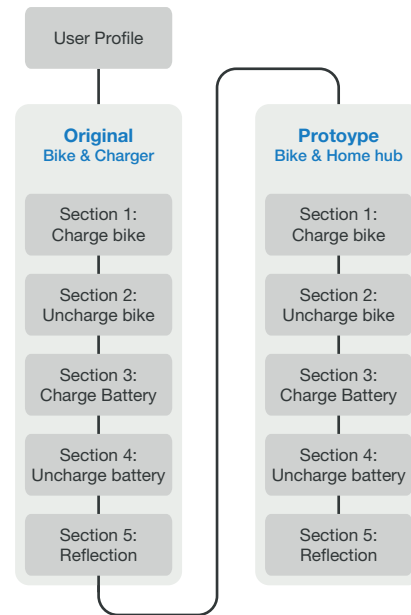 User Profile
Original
Bike & Charger
Section 1:
Charge bike
Section 2:
Uncharge bike
Section 3:
Charge Battery
Section 4:
Uncharge battery
Section 5:
Reflection
Protoype
Bike & Home hub
Section 1:
Charge bike
Section 2:
Uncharge bike
Section 3:
Charge Battery
Section 4:
Uncharge battery
Section 5:
Reflection